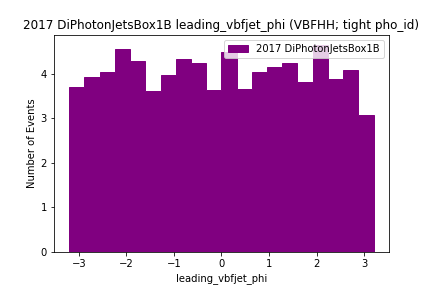 2017 DiPhotonJetsBox1B leading_vbfjet_phi (VBFHH; tight pho_id)
2017 DiPhotonJetsBox1B
Number of Events
4
3
2
1
0
−3 −2 −1 0 1 2 3
leading_vbfjet_phi